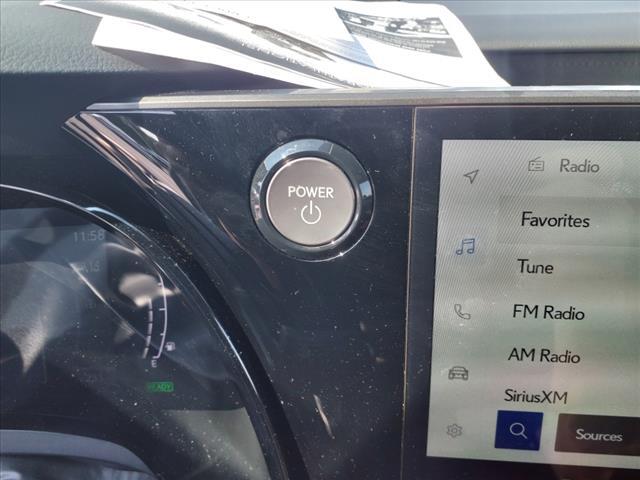 POWER
Radio
Favorites
Tune
FM Radio
AM Radio
SiriusXM
Sources
11:58
E
READY